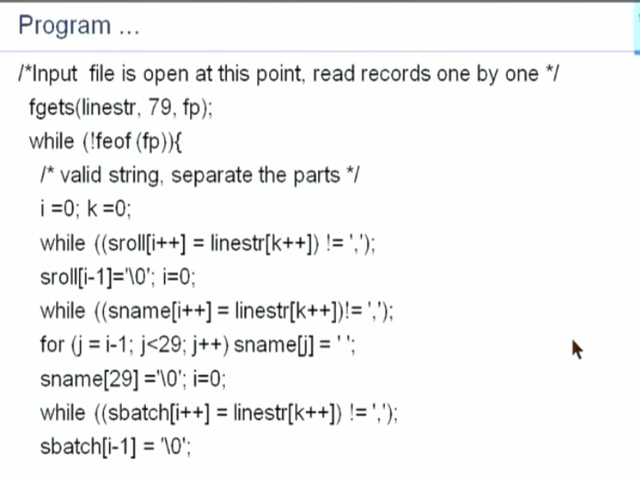 Program ...
/*Input file is open at this point, read records one by one */
fgets(linestr, 79, fp);
while (!feof (fp)){
/* valid string, separate the parts */
i =0; k =0;
while ((sroll[i++] = linestr[k++]) != ',');
sroll[i-1]='\0'; i=0;
while ((sname[i++] = linestr[k++])!= ',');
for (j = i-1; j<29; j++) sname[j] = ' ';
sname[29] ='\0'; i=0;
while ((sbatch[i++] = linestr[k++]) != ',');
sbatch[i-1] = '\0';